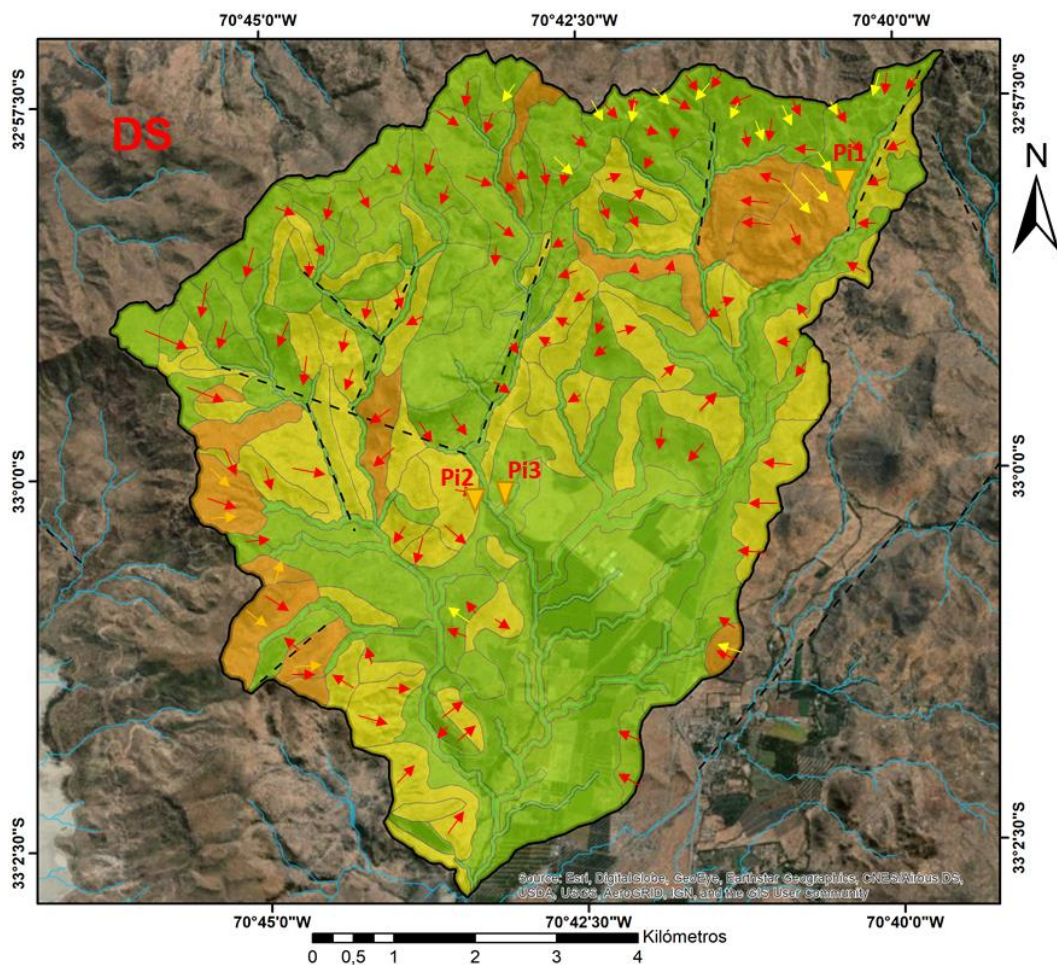 70°45'0"W 70°42'30"W 70°40'0"W
32°57'30"S
32°57'30"S
DS
Pi1
N
33°0'0"S
33°0'0"S
Pi2
Pi3
33°2'30"S
33°2'30"S
Source: Esri, DigitalGlobe, GeoEye, Earthstar Geographics, CNES/Airbus DS,
USDA, USGS, AeroGRID, IGN, and the GIS User Community
70°45'0"W 70°42'30"W 70°40'0"W
Kilómetros
0 0,5 1 2 3 4